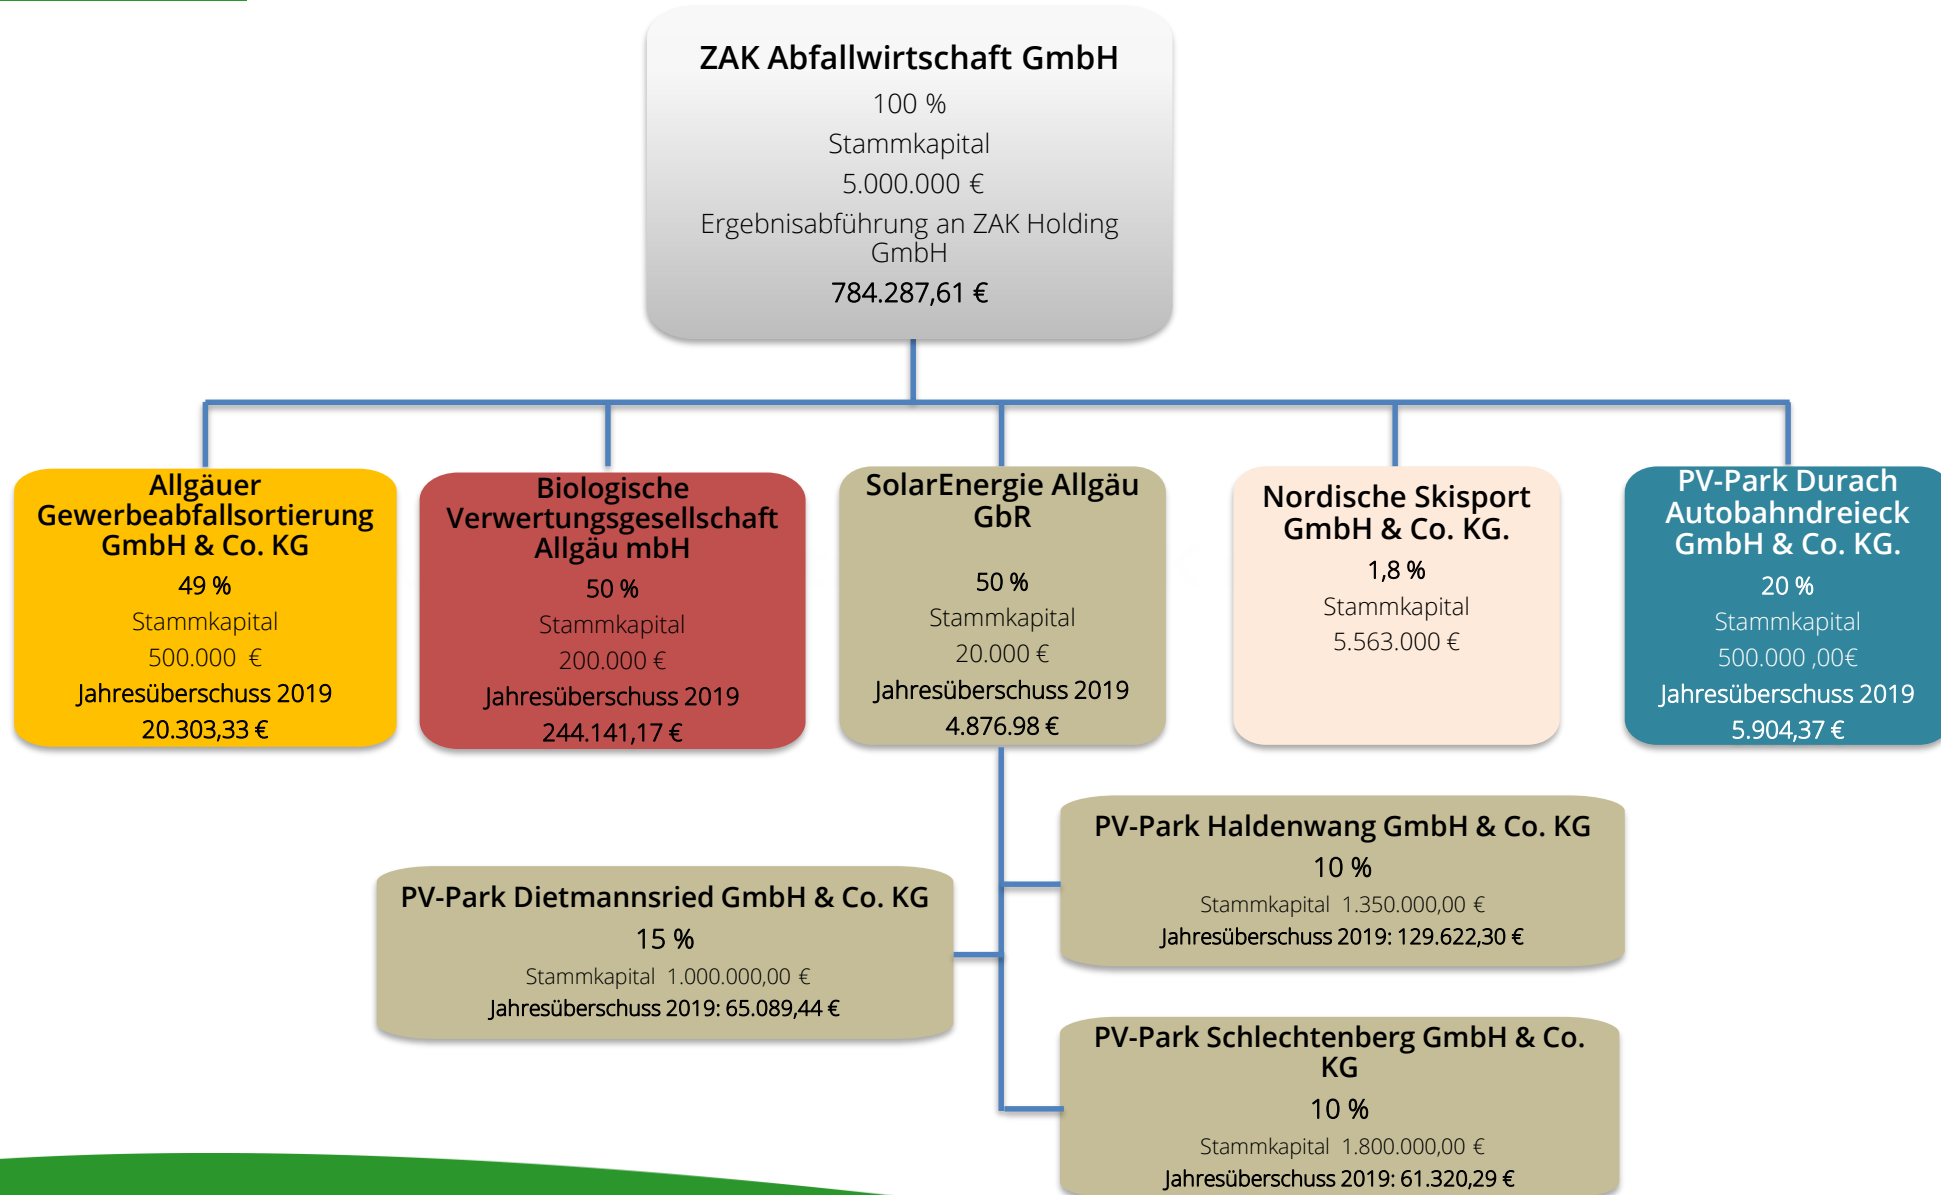 ZAK Abfallwirtschaft GmbH
100 %
Stammkapital
5.000.000 €
Ergebnisabführung an ZAK Holding
GmbH
784.287,61 €
Allgäuer
Gewerbeabfallsortierung
GmbH & Co. KG
49 %
Stammkapital
500.000 €
Jahresüberschuss 2019
20.303,33 €
Biologische
Verwertungsgesellschaft
Allgäu mbH
50 %
Stammkapital
200.000 €
Jahresüberschuss 2019
244.141,17 €
SolarEnergie Allgäu
GbR
50 %
Stammkapital
20.000 €
Jahresüberschuss 2019
4.876.98 €
Nordische Skisport
GmbH & Co. KG.
1,8 %
Stammkapital
5.563.000 €
PV-Park Durach
Autobahndreieck
GmbH & Co. KG.
20 %
Stammkapital
500.000 ,00€
Jahresüberschuss 2019
5.904,37 €
PV-Park Haldenwang GmbH & Co. KG
10 %
Stammkapital 1.350.000,00 €
Jahresüberschuss 2019: 129.622,30 €
PV-Park Dietmannsried GmbH & Co. KG
15 %
Stammkapital 1.000.000,00 €
Jahresüberschuss 2019: 65.089,44 €
PV-Park Schlechtenberg GmbH & Co.
KG
10 %
Stammkapital 1.800.000,00 €
Jahresüberschuss 2019: 61.320,29 €